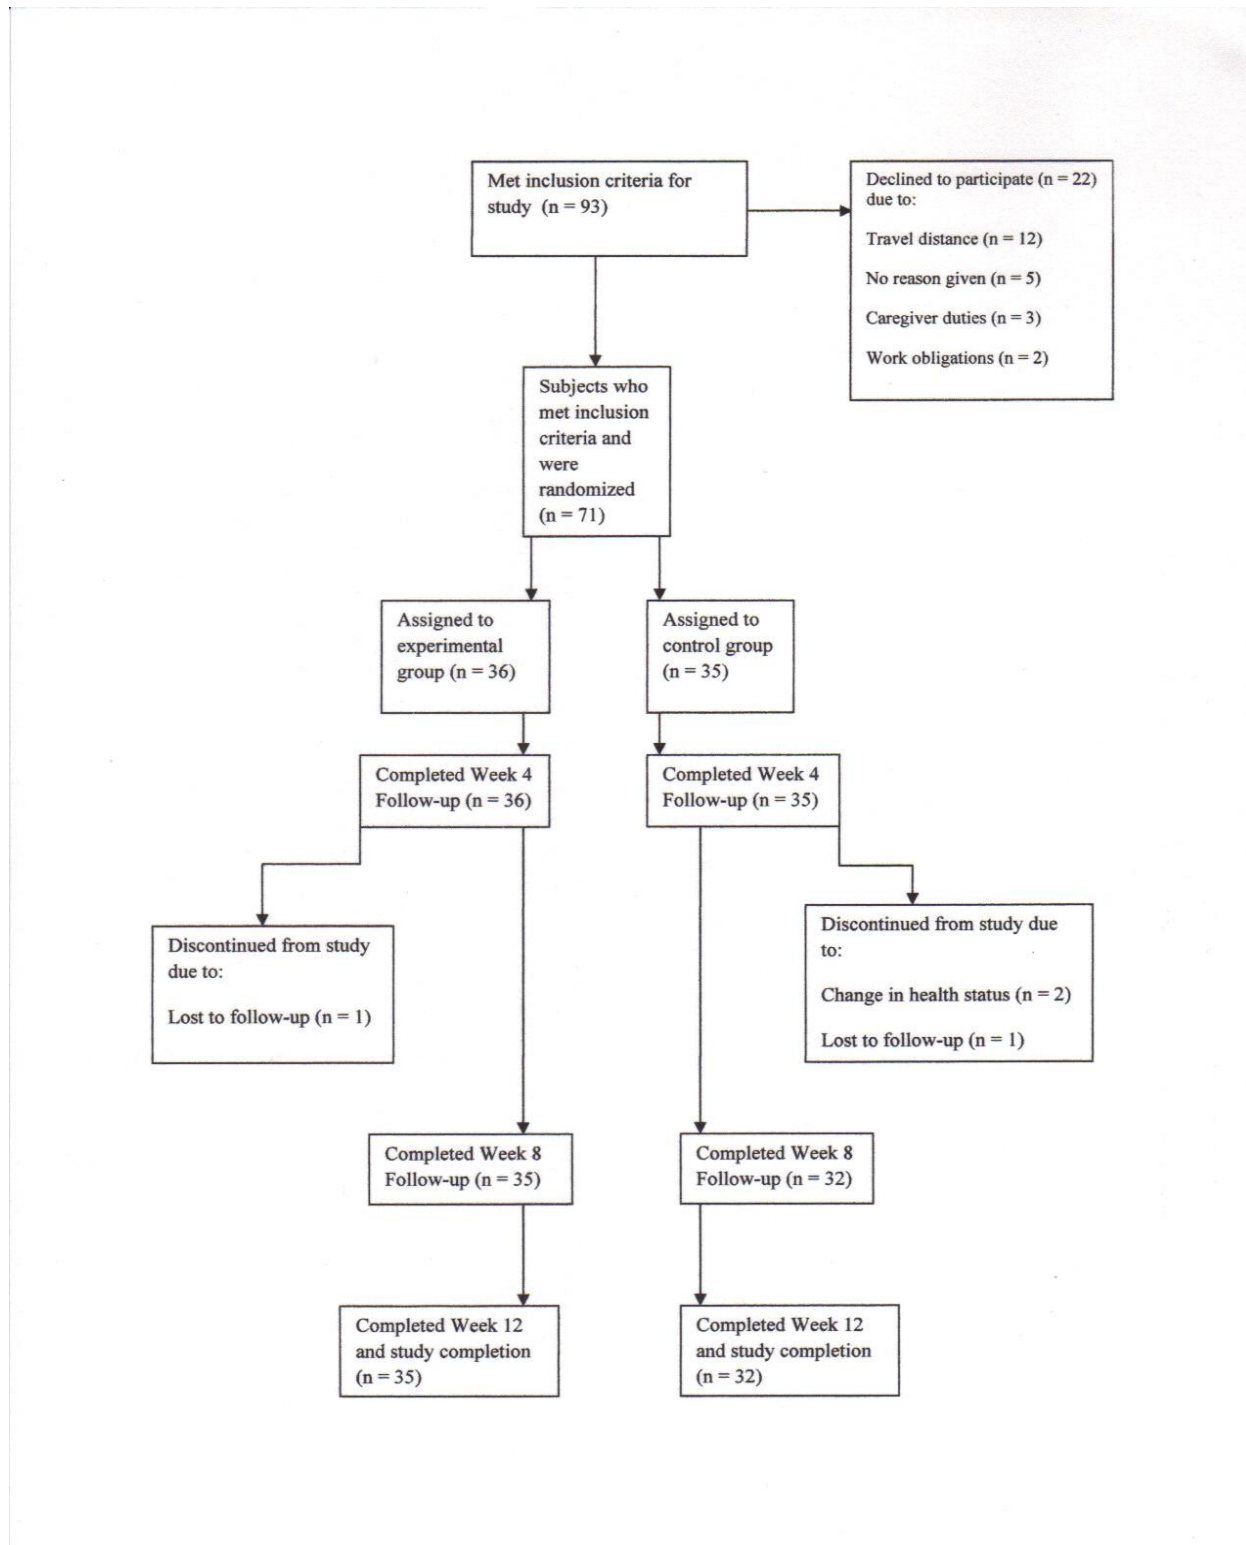 Met inclusion criteria for
study (n = 93)
Declined to participate (n = 22)
due to:
Travel distance (n = 12)
No reason given (n = 5)
Caregiver duties (n = 3)
Work obligations (n = 2)
Subjects who
met inclusion
criteria and
were
randomized
(n = 71)
Assigned to
experimental
group (n = 36)
Assigned to
control group
(n = 35)
Completed Week 4
Follow-up (n = 36)
Completed Week 4
Follow-up (n = 35)
Discontinued from study
due to:
Lost to follow-up (n = 1)
Discontinued from study due
to:
Change in health status (n = 2)
Lost to follow-up (n = 1)
Completed Week 8
Follow-up (n = 35)
Completed Week 8
Follow-up (n = 32)
Completed Week 12
and study completion
(n = 35)
Completed Week 12
and study completion
(n = 32)